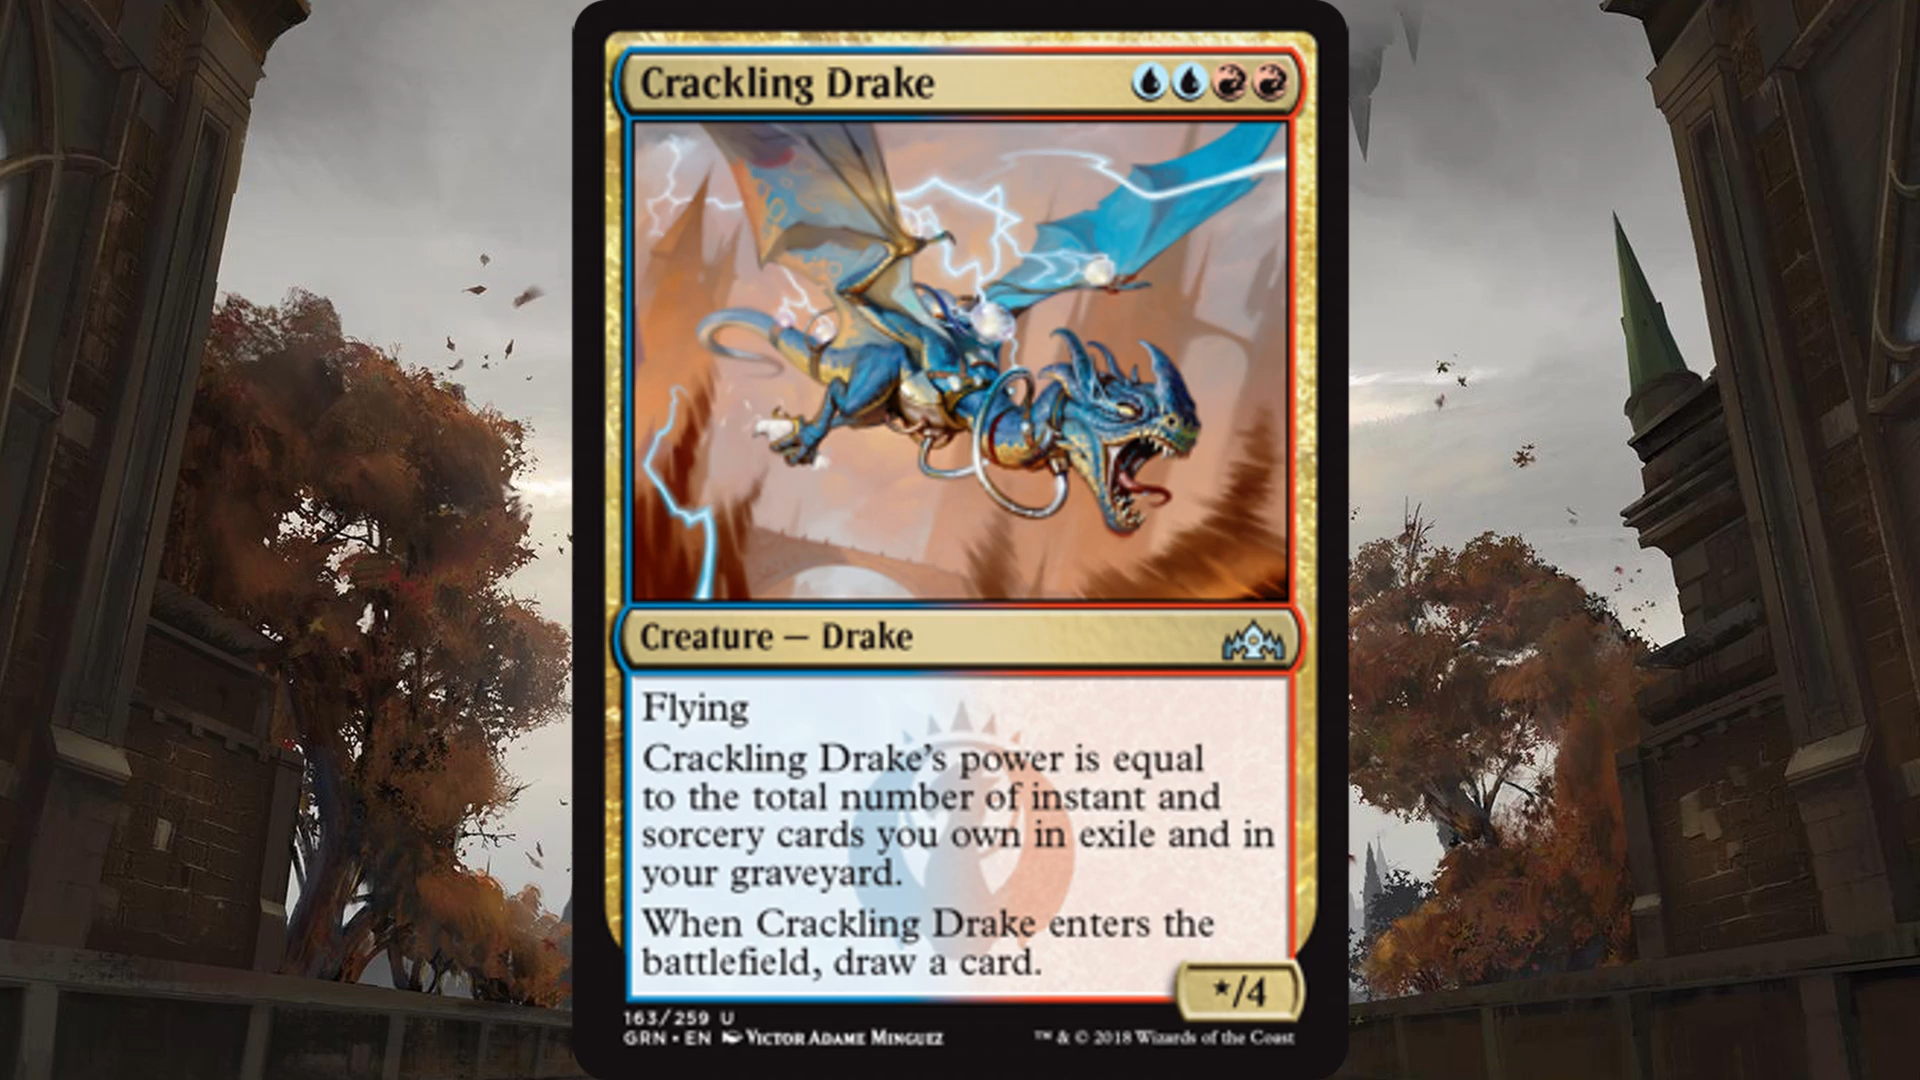 Crackling Drake
Creature — Drake
Flying
Crackling Drake's power is equal
to the total number of instant and
sorcery cards you own in exile and in
your graveyard.
When Crackling Drake enters the
battlefield, draw a card.
*/4
163/259 U
GRN • EN Victor Adame Minguez
™ & © 2018 Wizards of the Coast